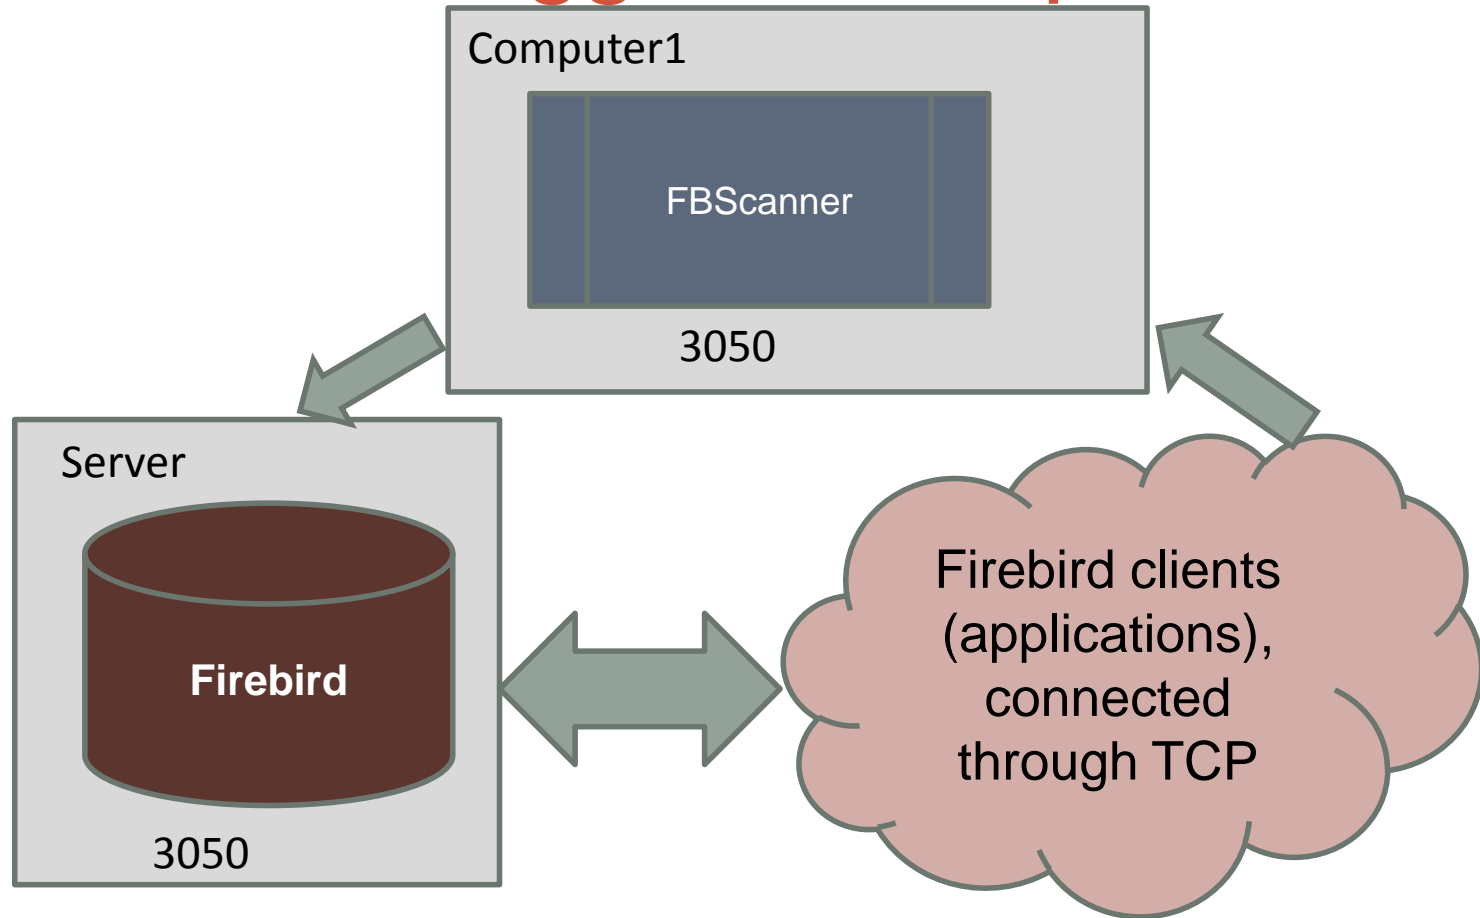 Computer1
FBScanner
3050
Server
Firebird
3050
Firebird clients
(applications),
connected
through TCP